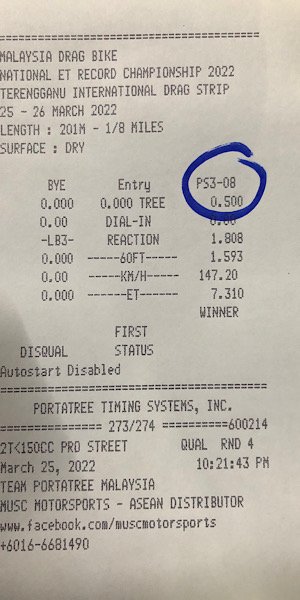 =====================================
MALAYSIA DRAG BIKE
NATIONAL ET RECORD CHAMPIONSHIP 2022
TERENGGANU INTERNATIONAL DRAG STRIP
25 - 26 MARCH 2022
LENGTH : 201M - 1/8 MILES
SURFACE : DRY
BYE Entry PS3-08
0.000 0.000 TREE 0.500
0.00 DIAL-IN 0.00
-LB3- REACTION 1.808
0.000 ------60FT----- 1.593
0.00 -----KM/H----- 147.20
0.000 ------ET------ 7.310
WINNER
FIRST
DISQUAL STATUS
Autostart Disabled
=====================================
PORTATREE TIMING SYSTEMS, INC.
=============== 273/274 ==========600214
2T<150CC PRO STREET QUAL RND 4
March 25, 2022 10:21:43 PM
TEAM PORTATREE MALAYSIA
MUSC MOTORSPORTS - ASEAN DISTRIBUTOR
www.facebook.com/muscmotorsports
+6016-6681490